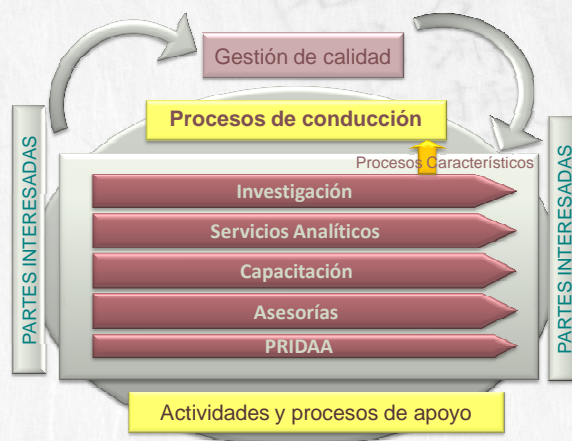 Gestión de calidad
Procesos de conducción
PARTES INTERESADAS
Procesos Característicos
Investigación
Servicios Analíticos
Capacitación
Asesorías
PRIDAA
PARTES INTERESADAS
Actividades y procesos de apoyo